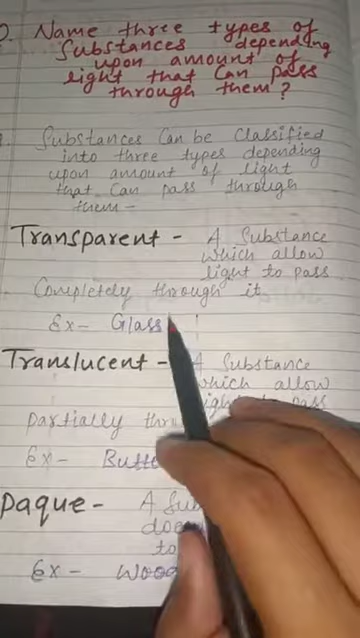 Name three types of
Substances depending
upon amount of
light that can pass
through them?
Substances Can be Classified
into three types depending
upon amount of light
that Can pass through
them-
Transparent - A Substance
which allow
light to pass
Completely through it
Ex- Glass
Translucent - A Substance
which allow
to pass
partially
Ex-
paque - A
Ex-